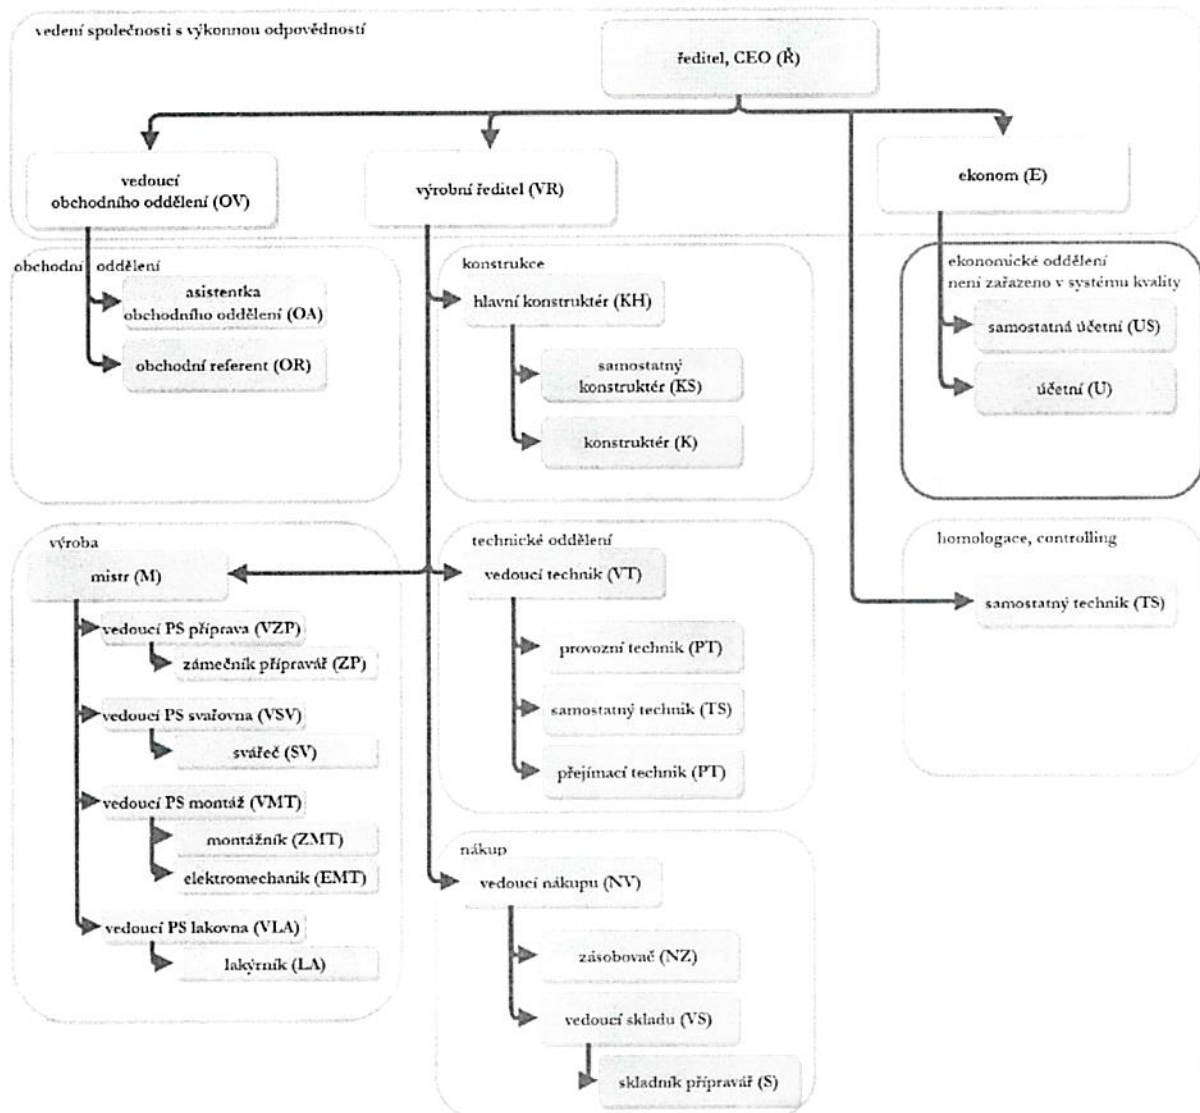 vedení společnosti s výkonnou odpovědností
ředitel, CEO (Ř)
vedoucí
obchodního oddělení (OV)
výrobní ředitel (VR)
ekonom (E)
obchodní oddělení
asistentka
obchodního oddělení (OA)
obchodní referent (OR)
konstrukce
hlavní konstruktér (KH)
samostatný
konstruktér (KS)
konstruktér (K)
ekonomické oddělení
není zařazeno v systému kvality
samostatná účetní (US)
účetní (U)
výroba
mistr (M)
vedoucí PS příprava (VZP)
zámečník přípravář (ZP)
vedoucí PS svařovna (VSV)
svářeč (SV)
vedoucí PS montáž (VMT)
montážník (ZMT)
elektromechanik (EMT)
vedoucí PS lakovna (VLA)
lakýrník (LA)
technické oddělení
vedoucí technik (VT)
provozní technik (PT)
samostatný technik (TS)
přejímací technik (PT)
homologace, controlling
samostatný technik (TS)
nákup
vedoucí nákupu (NV)
zásobovač (NZ)
vedoucí skladu (VS)
skladník přípravář (S)